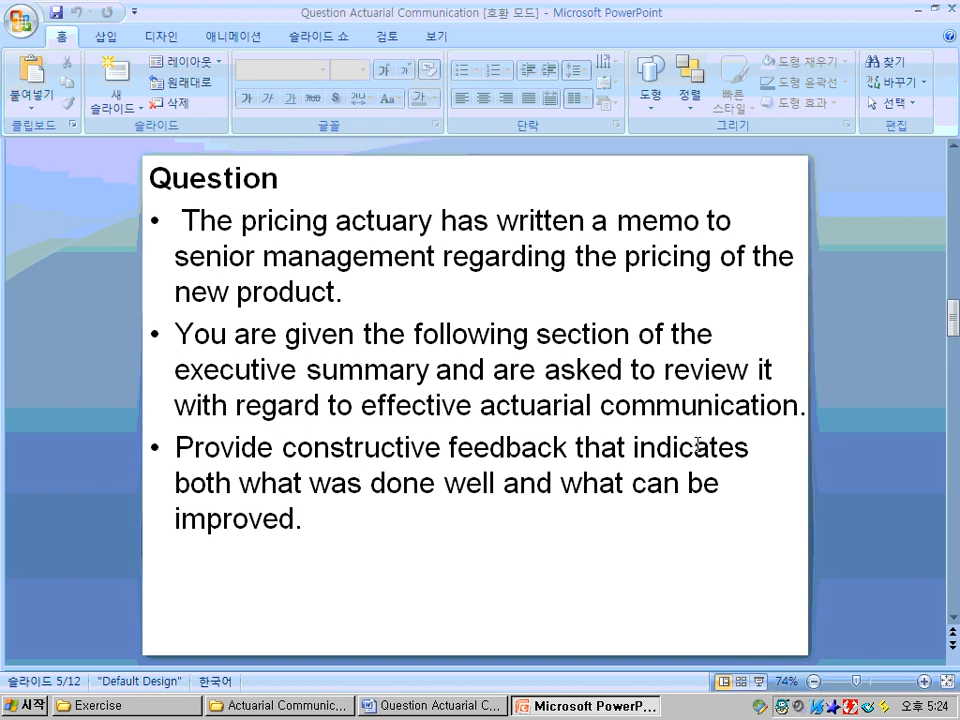 Question Actuarial Communication [호환 모드] - Microsoft PowerPoint
홈 삽입 디자인 애니메이션 슬라이드 쇼 검토 보기
붙여넣기
새
슬라이드
레이아웃
원래대로
삭제
도형
정렬
빠른
스타일
도형 채우기
도형 윤곽선
도형 효과
찾기
바꾸기
선택
클립보드 슬라이드 글꼴 단락 그리기 편집
Question
• The pricing actuary has written a memo to
senior management regarding the pricing of the
new product.
• You are given the following section of the
executive summary and are asked to review it
with regard to effective actuarial communication.
• Provide constructive feedback that indicates
both what was done well and what can be
improved.
슬라이드 5/12 "Default Design" 한국어 74%
시작 Exercise Actuarial Communic... Question Actuarial C... Microsoft PowerP... 오후 5:24